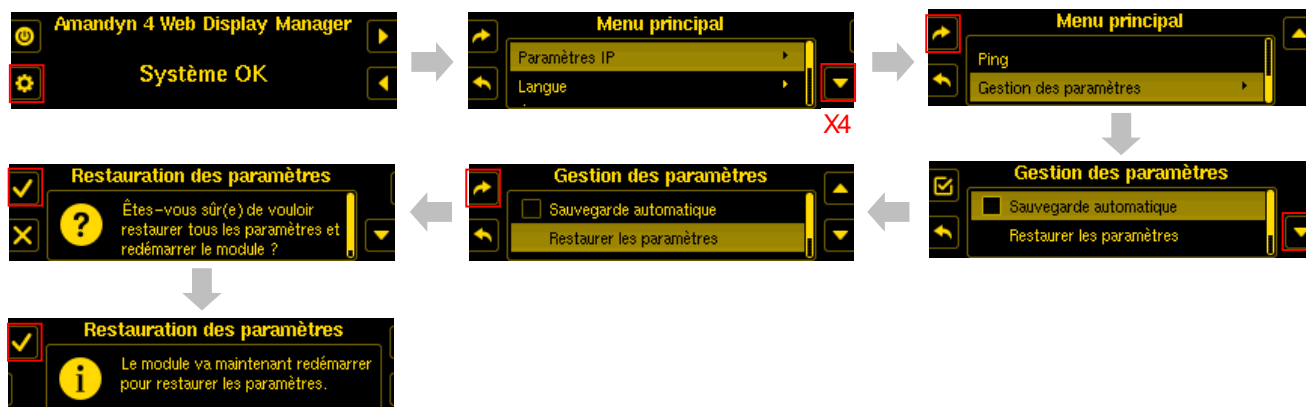 Amandyn 4 Web Display Manager
Système OK
Menu principal
Paramètres IP
Langue
X4
Menu principal
Ping
Gestion des paramètres
Gestion des paramètres
Sauvegarde automatique
Restaurer les paramètres
Gestion des paramètres
Sauvegarde automatique
Restaurer les paramètres
Restauration des paramètres
?
Êtes-vous sûr(e) de vouloir
restaurer tous les paramètres et
redémarrer le module ?
Restauration des paramètres
i
Le module va maintenant redémarrer
pour restaurer les paramètres.